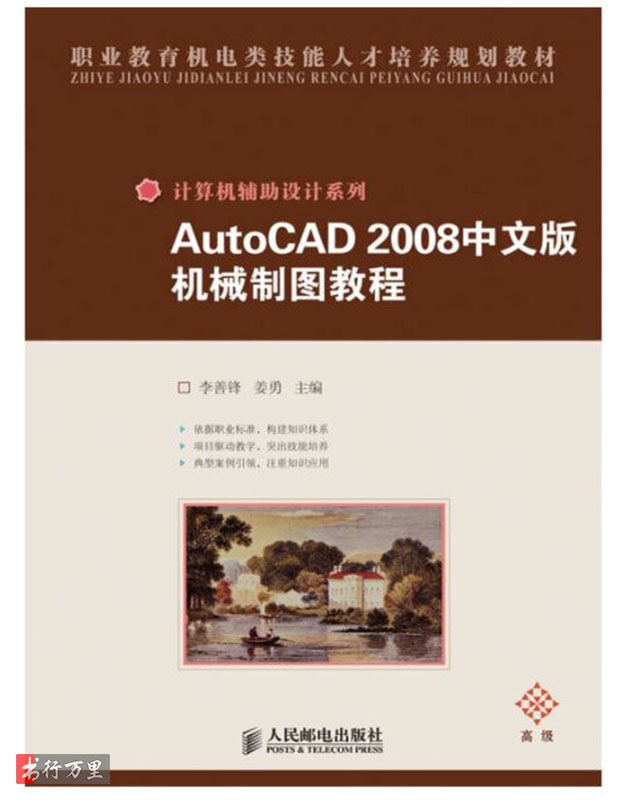 职业教育机电类技能人才培养规划教材
ZHIYE JIAOYU JIDIANLEI JINENG RENCAI PEIYANG GUIHUA JIAOCAI
计算机辅助设计系列
AutoCAD 2008中文版
机械制图教程
李善锋 姜勇 主编
依据职业标准，构建知识体系
项目驱动教学，突出技能培养
典型案例引领，注重知识应用
高级
人民邮电出版社
POSTS & TELECOM PRESS
书行万里